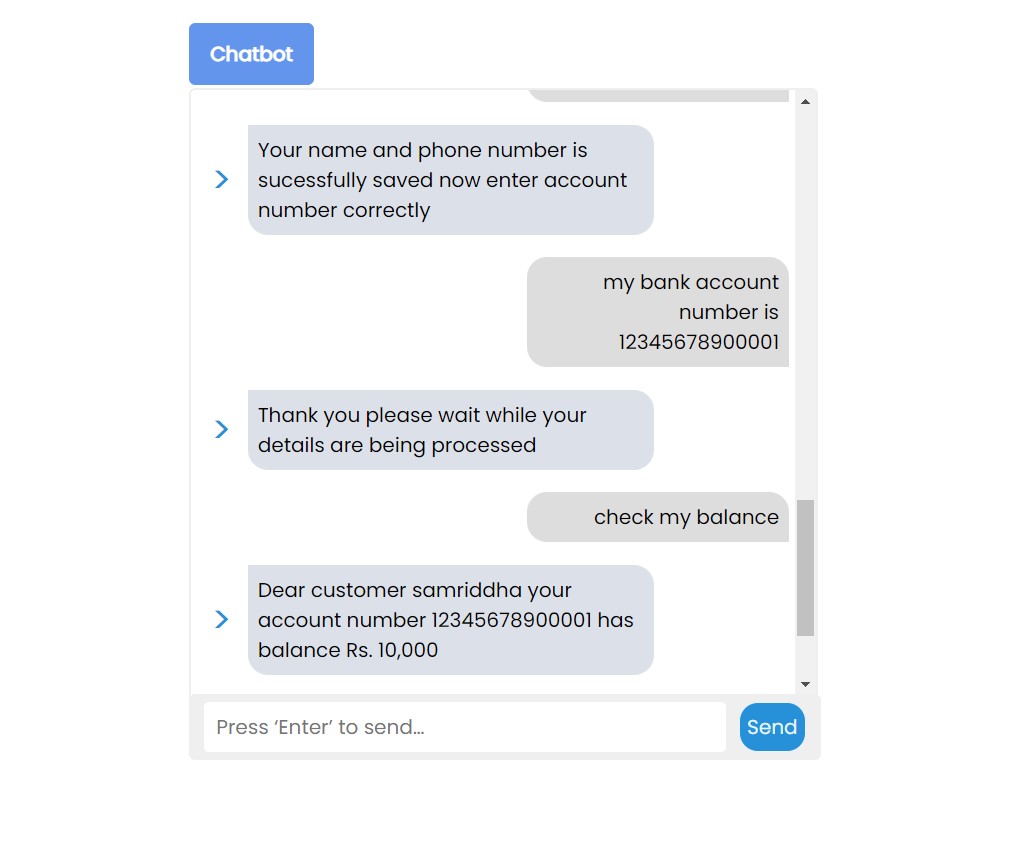 Chatbot
Your name and phone number is
sucessfully saved now enter account
number correctly
my bank account
number is
12345678900001
Thank you please wait while your
details are being processed
check my balance
Dear customer samriddha your
account number 12345678900001 has
balance Rs. 10,000
Press ‘Enter’ to send...
Send